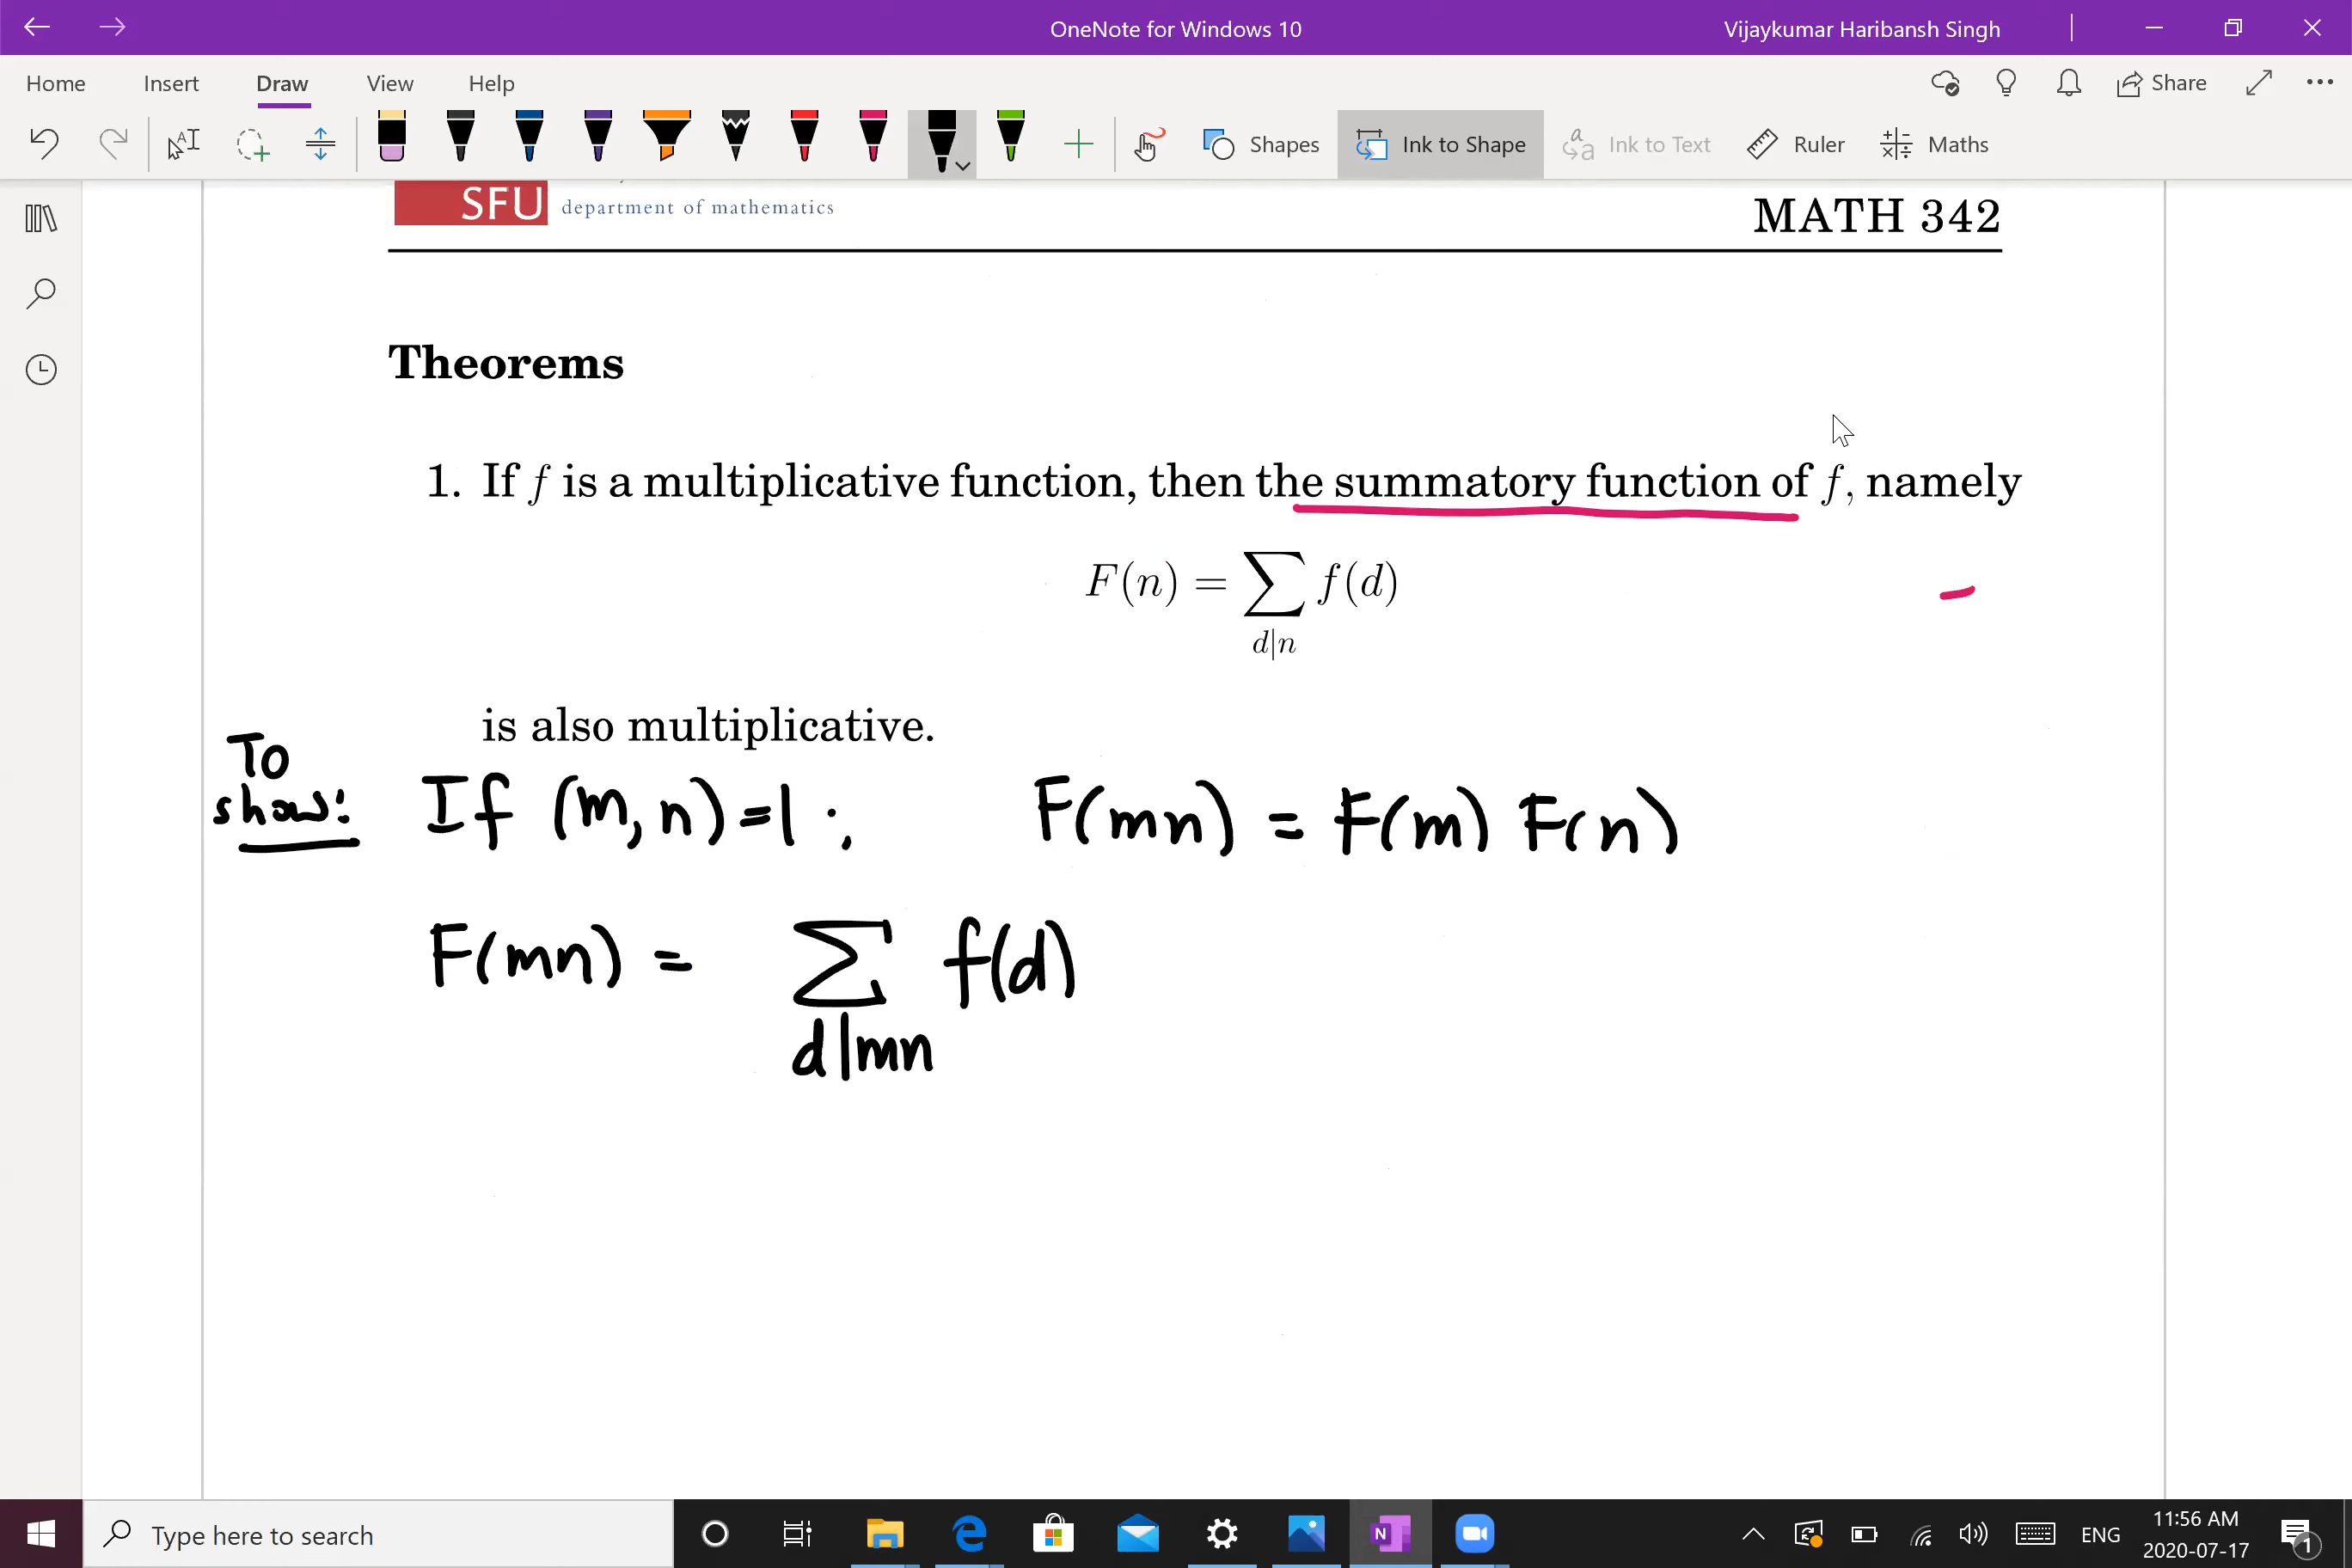 OneNote for Windows 10
Vijaykumar Haribansh Singh
Home Insert Draw View Help
Share
Shapes Ink to Shape Ink to Text Ruler Maths
SFU department of mathematics
MATH 342
Theorems
1. If f is a multiplicative function, then the summatory function of f, namely
F(n) = ∑ f(d)
d|n
is also multiplicative.
To
show:
If (m, n) = 1 ; F(mn) = F(m) F(n)
F(mn) = ∑ f(d)
d|mn
Type here to search
ENG
11:56 AM
2020-07-17
1